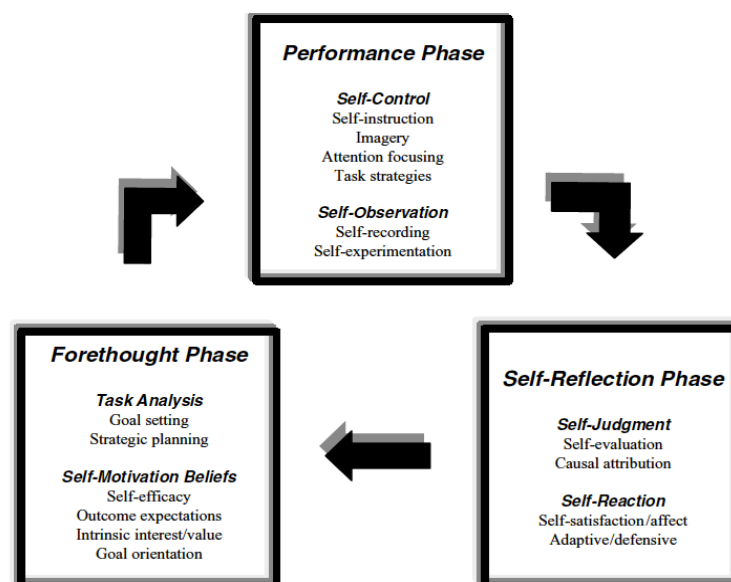 Performance Phase
Self-Control
Self-instruction
Imagery
Attention focusing
Task strategies
Self-Observation
Self-recording
Self-experimentation
Forethought Phase
Task Analysis
Goal setting
Strategic planning
Self-Motivation Beliefs
Self-efficacy
Outcome expectations
Intrinsic interest/value
Goal orientation
Self-Reflection Phase
Self-Judgment
Self-evaluation
Causal attribution
Self-Reaction
Self-satisfaction/affect
Adaptive/defensive